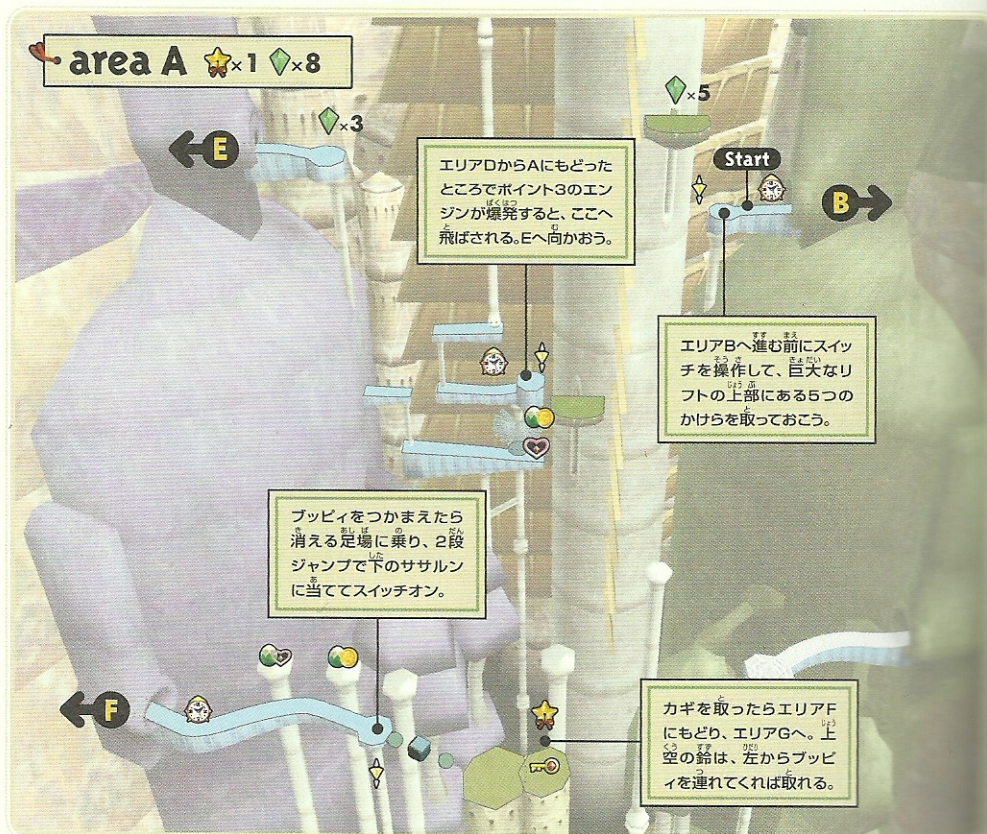 area A ×1 ×8
×3
×5
E
Start
B
エリアDからAにもどった
ところでポイント3のエン
ジンが爆発すると、ここへ
飛ばされる。Eへ向かおう。
エリアBへ進む前にスイッ
チを操作して、巨大なリ
フトの上部にある5つの
かけらを取っておこう。
ブッピィをつかまえたら
消える足場に乗り、2段
ジャンプで下のササルン
に当ててスイッチオン。
F
カギを取ったらエリアF
にもどり、エリアGへ。上
空の鈴は、左からブッピ
ィを連れてくれば取れる。